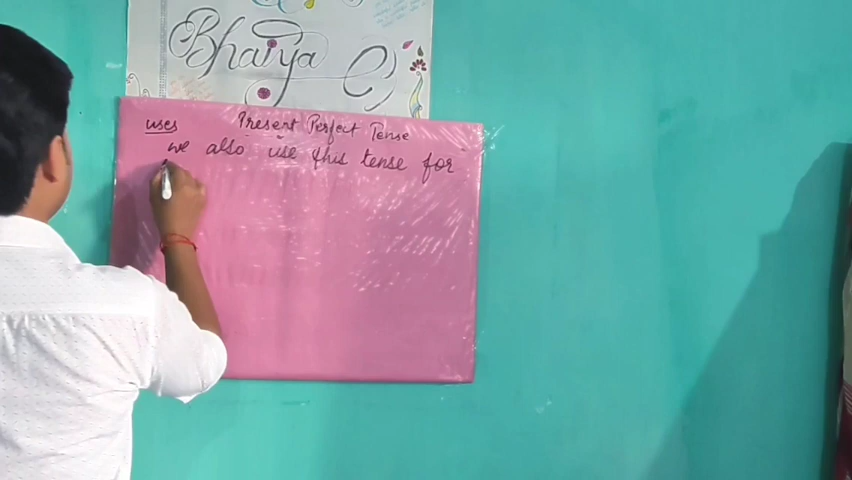 Bhaiya
uses Present Perfect Tense
we also use this tense for